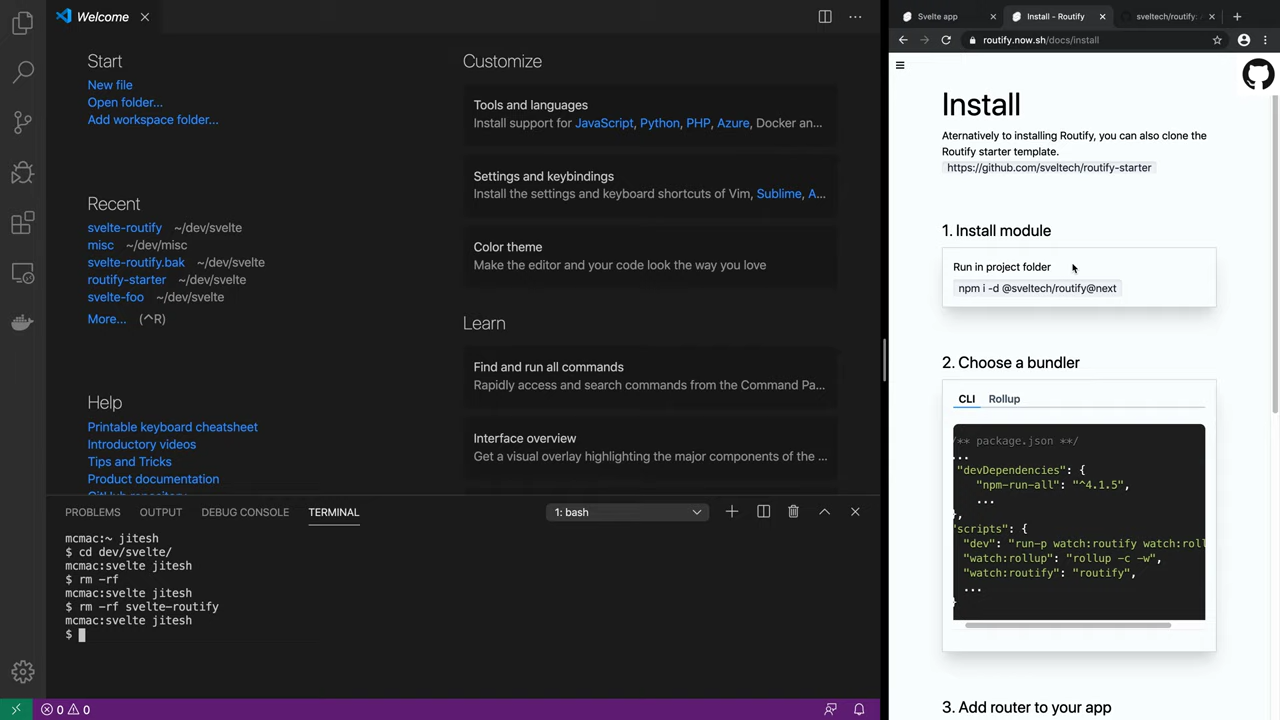 Welcome
Start
New file
Open folder...
Add workspace folder...
Recent
svelte-routify ~/dev/svelte
misc ~/dev/misc
svelte-routify.bak ~/dev/svelte
routify-starter ~/dev/svelte
svelte-foo ~/dev/svelte
More... (^R)
Help
Printable keyboard cheatsheet
Introductory videos
Tips and Tricks
Product documentation
GitHub repository
Customize
Tools and languages
Install support for JavaScript, Python, PHP, Azure, Docker an...
Settings and keybindings
Install the settings and keyboard shortcuts of Vim, Sublime, A...
Color theme
Make the editor and your code look the way you love
Learn
Find and run all commands
Rapidly access and search commands from the Command Pa...
Interface overview
Get a visual overlay highlighting the major components of the ...
PROBLEMS OUTPUT DEBUG CONSOLE TERMINAL 1: bash
mcmac:~ jitesh
$ cd dev/svelte/
mcmac:svelte jitesh
$ rm -rf
mcmac:svelte jitesh
$ rm -rf svelte-routify
mcmac:svelte jitesh
$
0 0
Svelte app Install - Routify sveltech/routify:
routify.now.sh/docs/install
Install
Aternatively to installing Routify, you can also clone the
Routify starter template.
https://github.com/sveltech/routify-starter
1. Install module
Run in project folder
npm i -d @sveltech/routify@next
2. Choose a bundler
CLI Rollup
/** package.json **/
...
"devDependencies": {
"npm-run-all": "^4.1.5",
...
},
"scripts": {
"dev": "run-p watch:routify watch:roll
"watch:rollup": "rollup -c -w",
"watch:routify": "routify",
...
}
3. Add router to your app